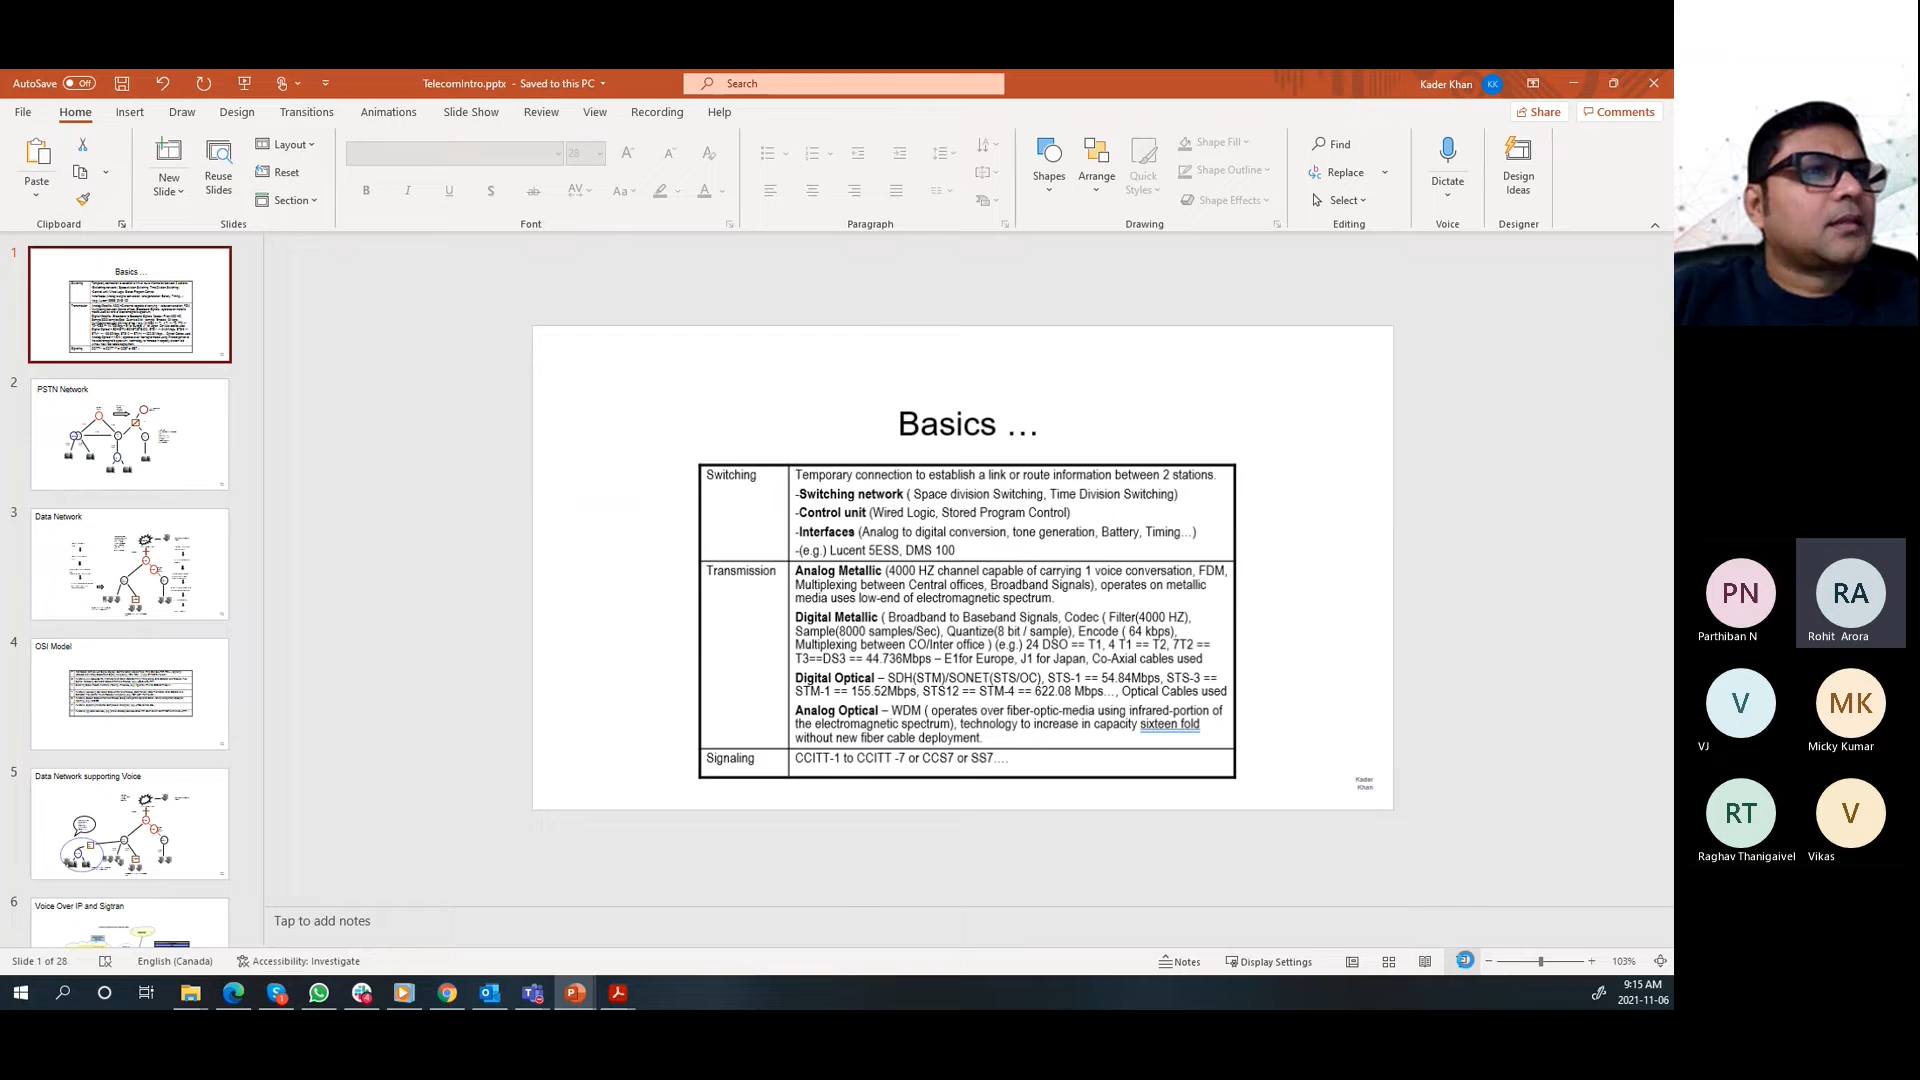 AutoSave Off
TelecomIntro.pptx - Saved to this PC
Search
Kader Khan KK
File Home Insert Draw Design Transitions Animations Slide Show Review View Recording Help
Share Comments
Paste
Clipboard
New Slide
Reuse Slides
Layout
Reset
Section
Slides
28
Font
Paragraph
Shapes
Arrange
Quick Styles
Shape Fill
Shape Outline
Shape Effects
Drawing
Find
Replace
Select
Editing
Dictate
Voice
Design Ideas
Designer
1
Basics ...
2
PSTN Network
3
Data Network
4
OSI Model
5
Data Network supporting Voice
6
Voice Over IP and Sigtran
Basics …
Switching
Temporary connection to establish a link or route information between 2 stations.
-Switching network ( Space division Switching, Time Division Switching)
-Control unit (Wired Logic, Stored Program Control)
-Interfaces (Analog to digital conversion, tone generation, Battery, Timing…)
-(e.g.) Lucent 5ESS, DMS 100
Transmission
Analog Metallic (4000 HZ channel capable of carrying 1 voice conversation, FDM,
Multiplexing between Central offices, Broadband Signals), operates on metallic
media uses low-end of electromagnetic spectrum.
Digital Metallic ( Broadband to Baseband Signals, Codec ( Filter(4000 HZ),
Sample(8000 samples/Sec), Quantize(8 bit / sample), Encode ( 64 kbps),
Multiplexing between CO/Inter office ) (e.g.) 24 DSO == T1, 4 T1 == T2, 7T2 ==
T3==DS3 == 44.736Mbps – E1for Europe, J1 for Japan, Co-Axial cables used
Digital Optical – SDH(STM)/SONET(STS/OC), STS-1 == 54.84Mbps, STS-3 ==
STM-1 == 155.52Mbps, STS12 == STM-4 == 622.08 Mbps…, Optical Cables used
Analog Optical – WDM ( operates over fiber-optic-media using infrared-portion of
the electromagnetic spectrum), technology to increase in capacity sixteen fold
without new fiber cable deployment.
Signaling
CCITT-1 to CCITT -7 or CCS7 or SS7….
Kader
Khan
Tap to add notes
Slide 1 of 28
English (Canada)
Accessibility: Investigate
Notes
Display Settings
103%
9:15 AM
2021-11-06
PN
Parthiban N
RA
Rohit Arora
V
VJ
MK
Micky Kumar
RT
Raghav Thanigaivel
V
Vikas